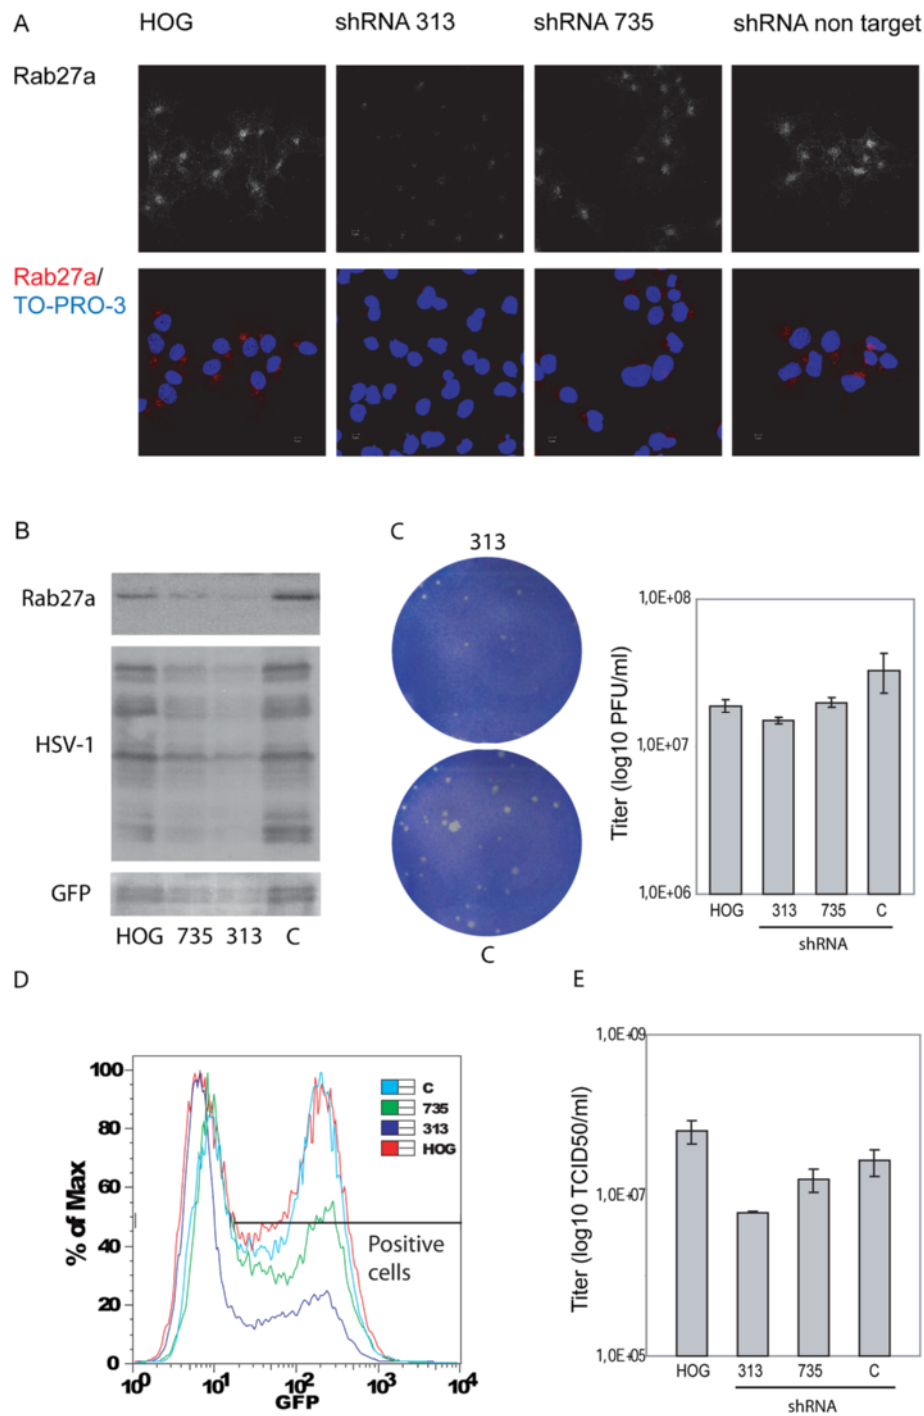 A
HOG shRNA 313 shRNA 735 shRNA non target
Rab27a
Rab27a/
TO-PRO-3
B
Rab27a
HSV-1
GFP
HOG 735 313 C
C
313
C
1,0E+08
1,0E+07
1,0E+06
Titer (log10 PFU/ml)
HOG 313 735 C
shRNA
D
100
80
60
40
20
0
% of Max
C
735
313
HOG
Positive
cells
10⁰ 10¹ 10² 10³ 10⁴
GFP
E
1,0E+09
1,0E+07
1,0E+05
Titer (log10 TCID50/ml)
HOG 313 735 C
shRNA